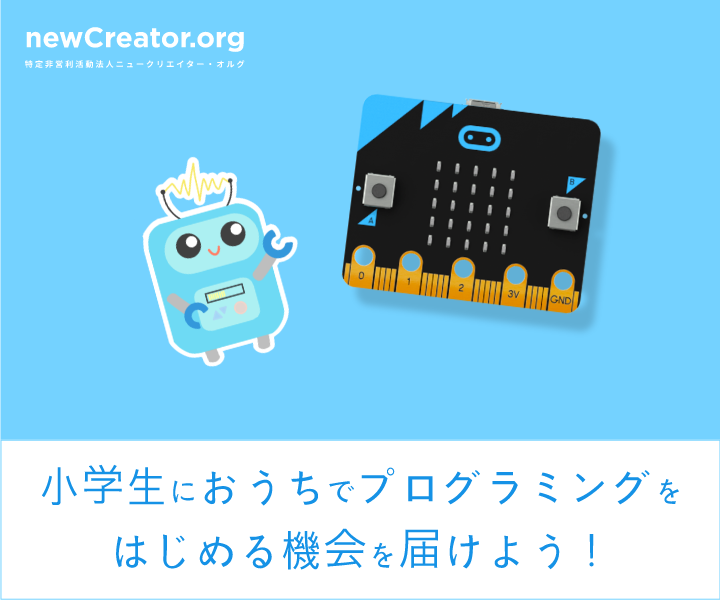 newCreator.org
特定非営利活動法人ニュークリエイター・オルグ
B
A
0 1 2 3V GND
小学生におうちでプログラミングを
はじめる機会を届けよう！